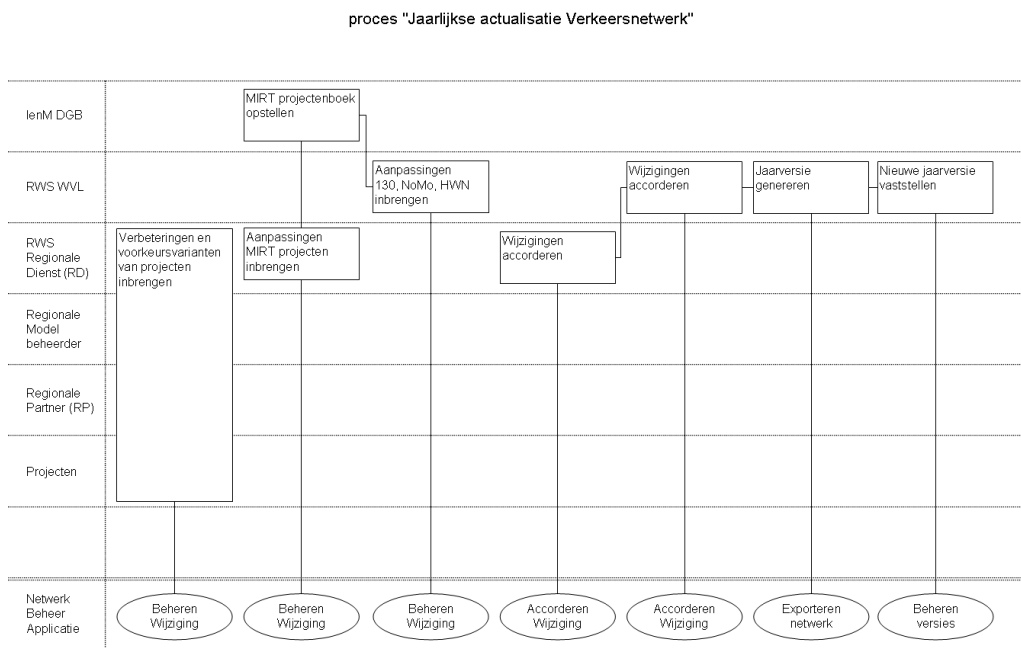 proces "Jaarlijkse actualisatie Verkeersnetwerk"
IenM DGB
MIRT projectenboek
opstellen
RWS WVL
Aanpassingen
130, NoMo, HWN
inbrengen
Wijzigingen
accorderen
Jaarversie
genereren
Nieuwe jaarversie
vaststellen
RWS
Regionale
Dienst (RD)
Verbeteringen en
voorkeursvarianten
van projecten
inbrengen
Aanpassingen
MIRT projecten
inbrengen
Wijzigingen
accorderen
Regionale
Model
beheerder
Regionale
Partner (RP)
Projecten
Netwerk
Beheer
Applicatie
Beheren
Wijziging
Beheren
Wijziging
Beheren
Wijziging
Accorderen
Wijziging
Accorderen
Wijziging
Exporteren
netwerk
Beheren
versies